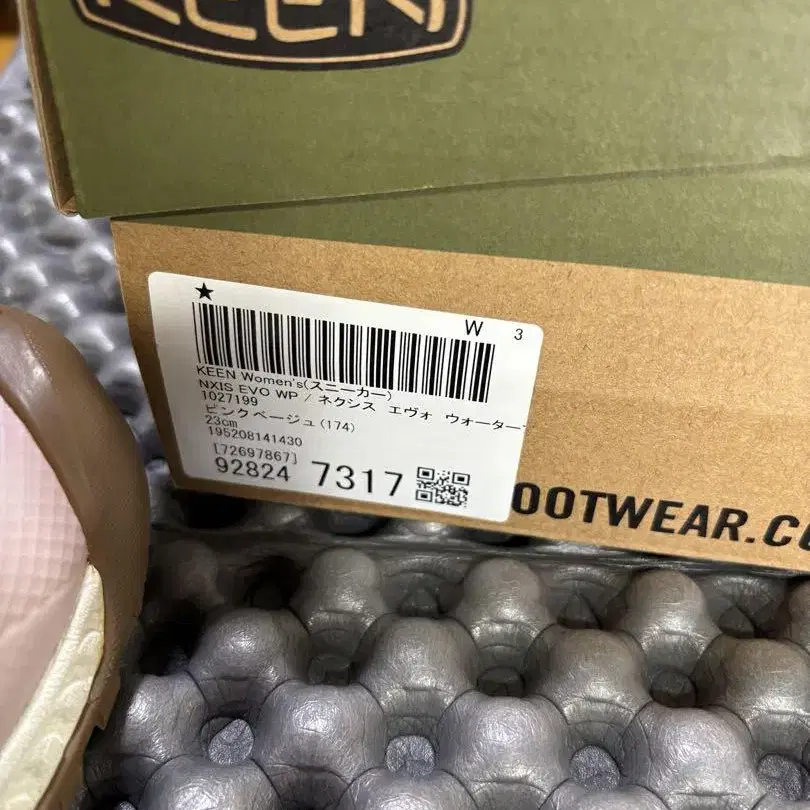 KEEN
★
W 3
KEEN Women's(スニーカー)
NXIS EVO WP / ネクシス エヴォ ウォーター
1027199
ピンクベージュ(174)
23cm
195208141430
[72697867]
92824 7317
OOTWEAR.CO